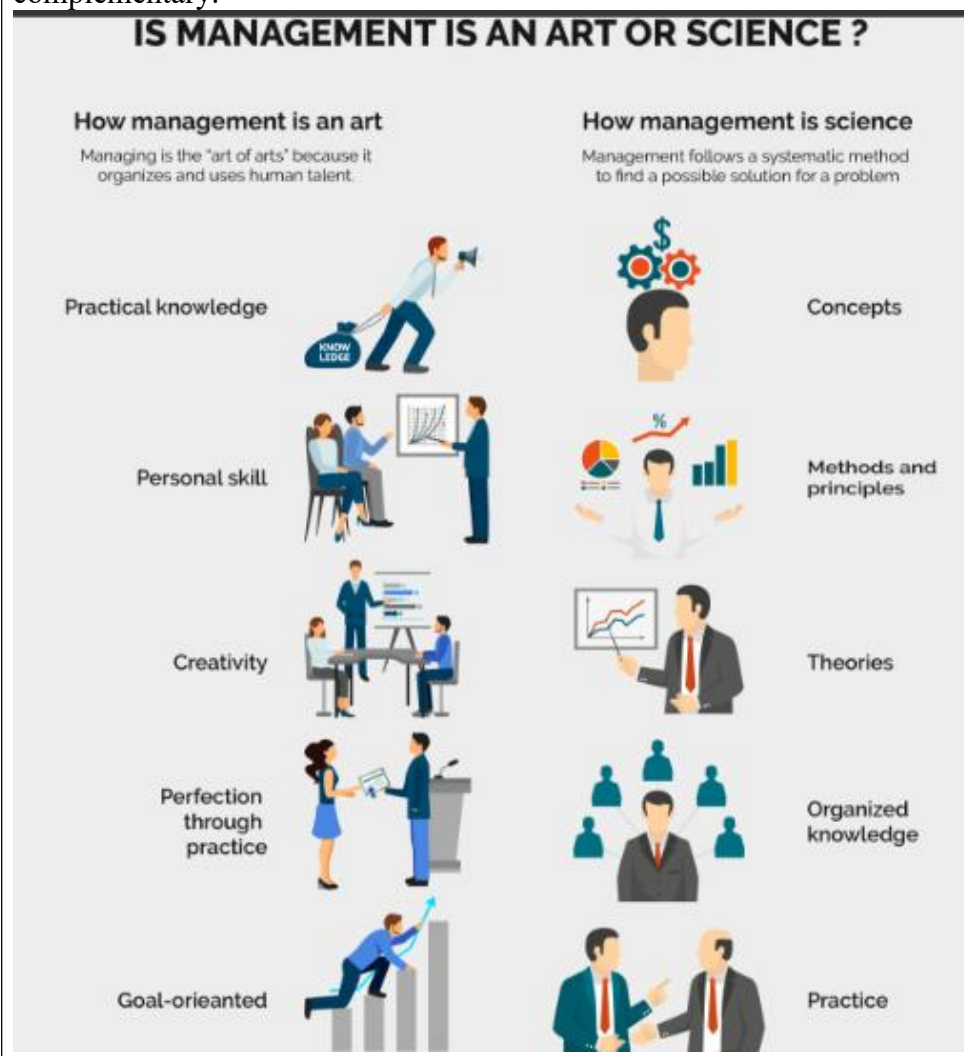 complementary.
IS MANAGEMENT IS AN ART OR SCIENCE ?
How management is an art
Managing is the "art of arts" because it
organizes and uses human talent.
How management is science
Management follows a systematic method
to find a possible solution for a problem
Practical knowledge
KNOW
LEDGE
$
Concepts
Personal skill
%
Methods and
principles
Creativity
Theories
Perfection
through
practice
Organized
knowledge
Goal-orieanted
Practice